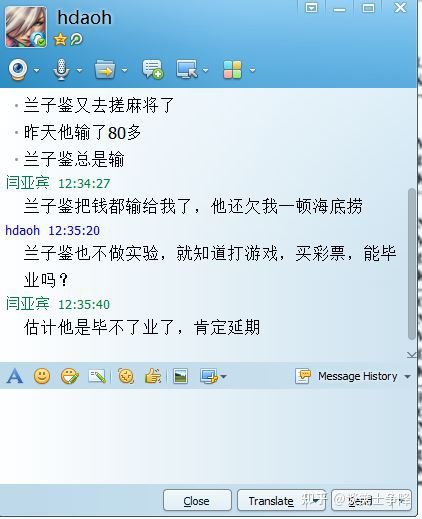 hdaoh
兰子鉴又去搓麻将了
昨天他输了80多
兰子鉴总是输
闫亚宾 12:34:27
兰子鉴把钱都输给我了，他还欠我一顿海底捞
hdaoh 12:35:20
兰子鉴也不做实验，就知道打游戏，买彩票，能毕
业吗？
闫亚宾 12:35:40
估计他是毕不了业了，肯定延期
A
Message History
Close
Translate
Send
知乎